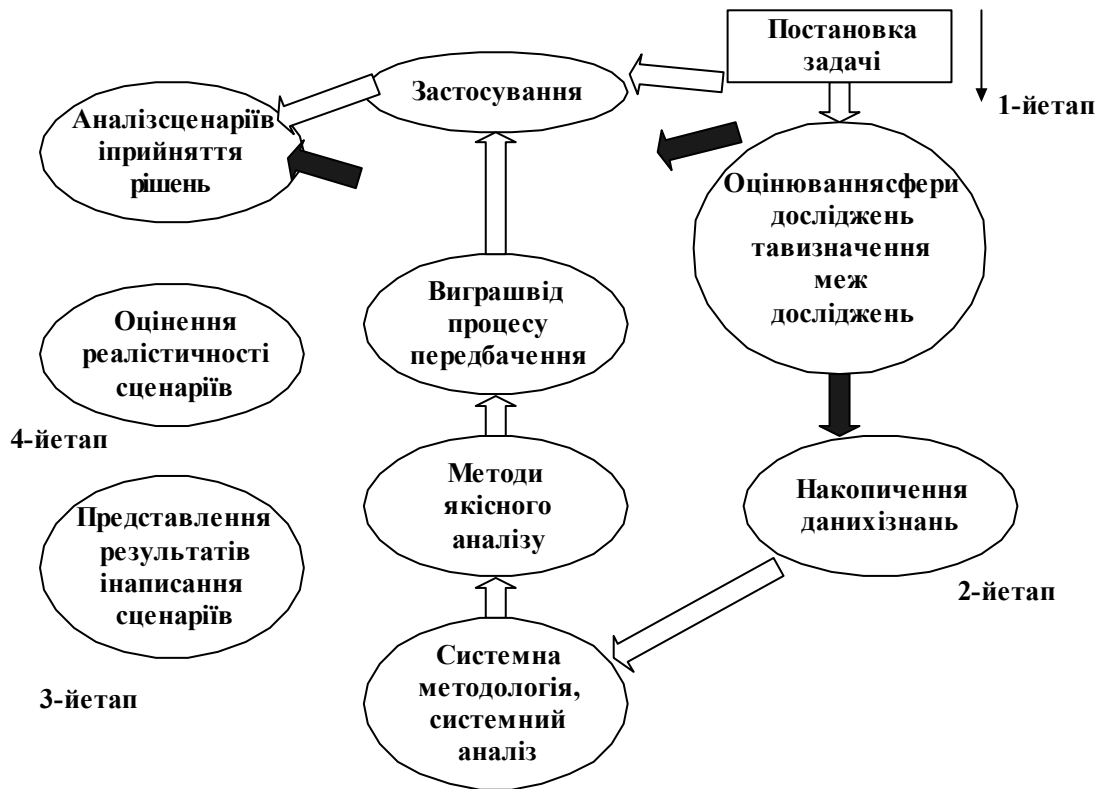 Постановка
задачі
1-йетап
Застосування
Аналізсценаріїв
іприйняття
рішень
Оцінюваннясфери
досліджень
тавизначення
меж
досліджень
Виграшвід
процесу
передбачення
Оцінення
реалістичності
сценаріїв
4-йетап
Методи
якісного
аналізу
Накопичення
данихізнань
2-йетап
Представлення
результатів
інаписання
сценаріїв
3-йетап
Системна
методологія,
системний
аналіз